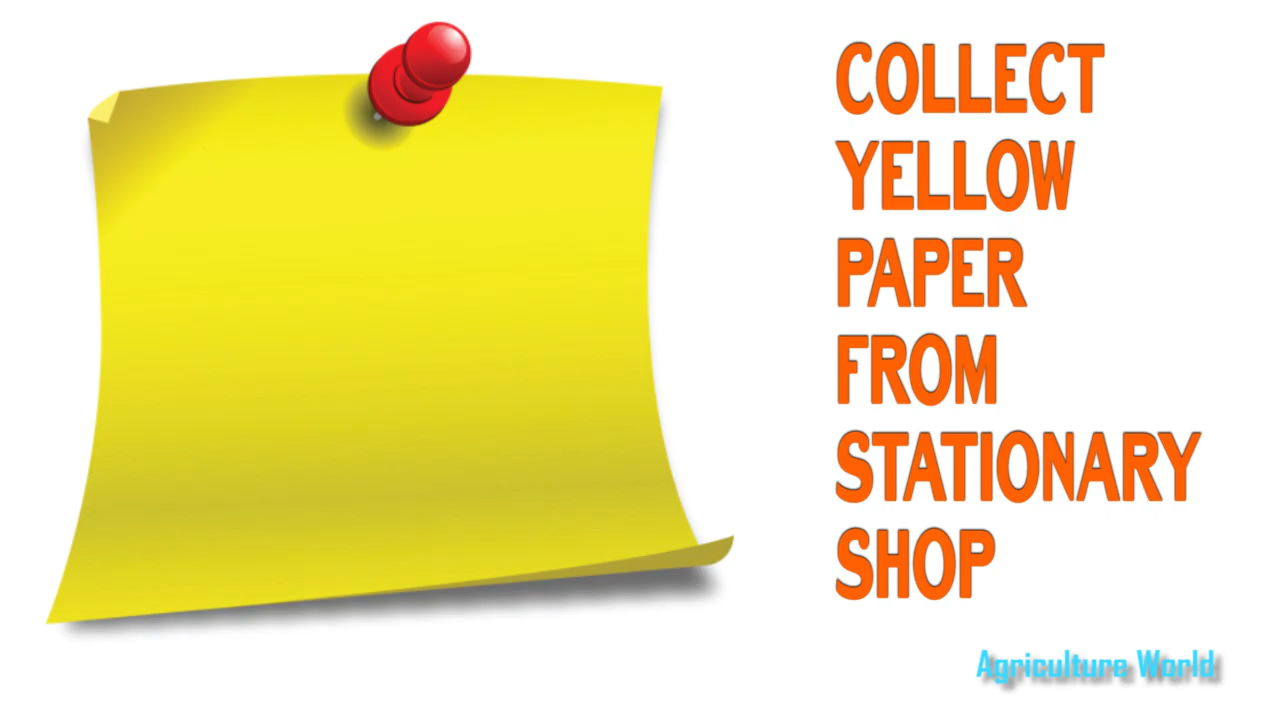 COLLECT
YELLOW
PAPER
FROM
STATIONARY
SHOP
Agriculture World